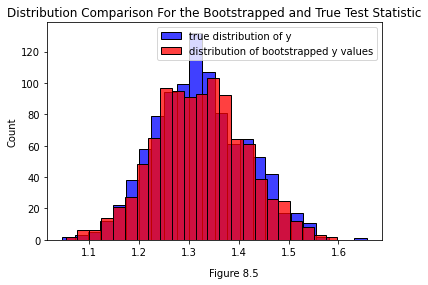 Distribution Comparison For the Bootstrapped and True Test Statistic
true distribution of y
distribution of bootstrapped y values
120
100
80
60
40
20
0
Count
1.1 1.2 1.3 1.4 1.5 1.6
Figure 8.5